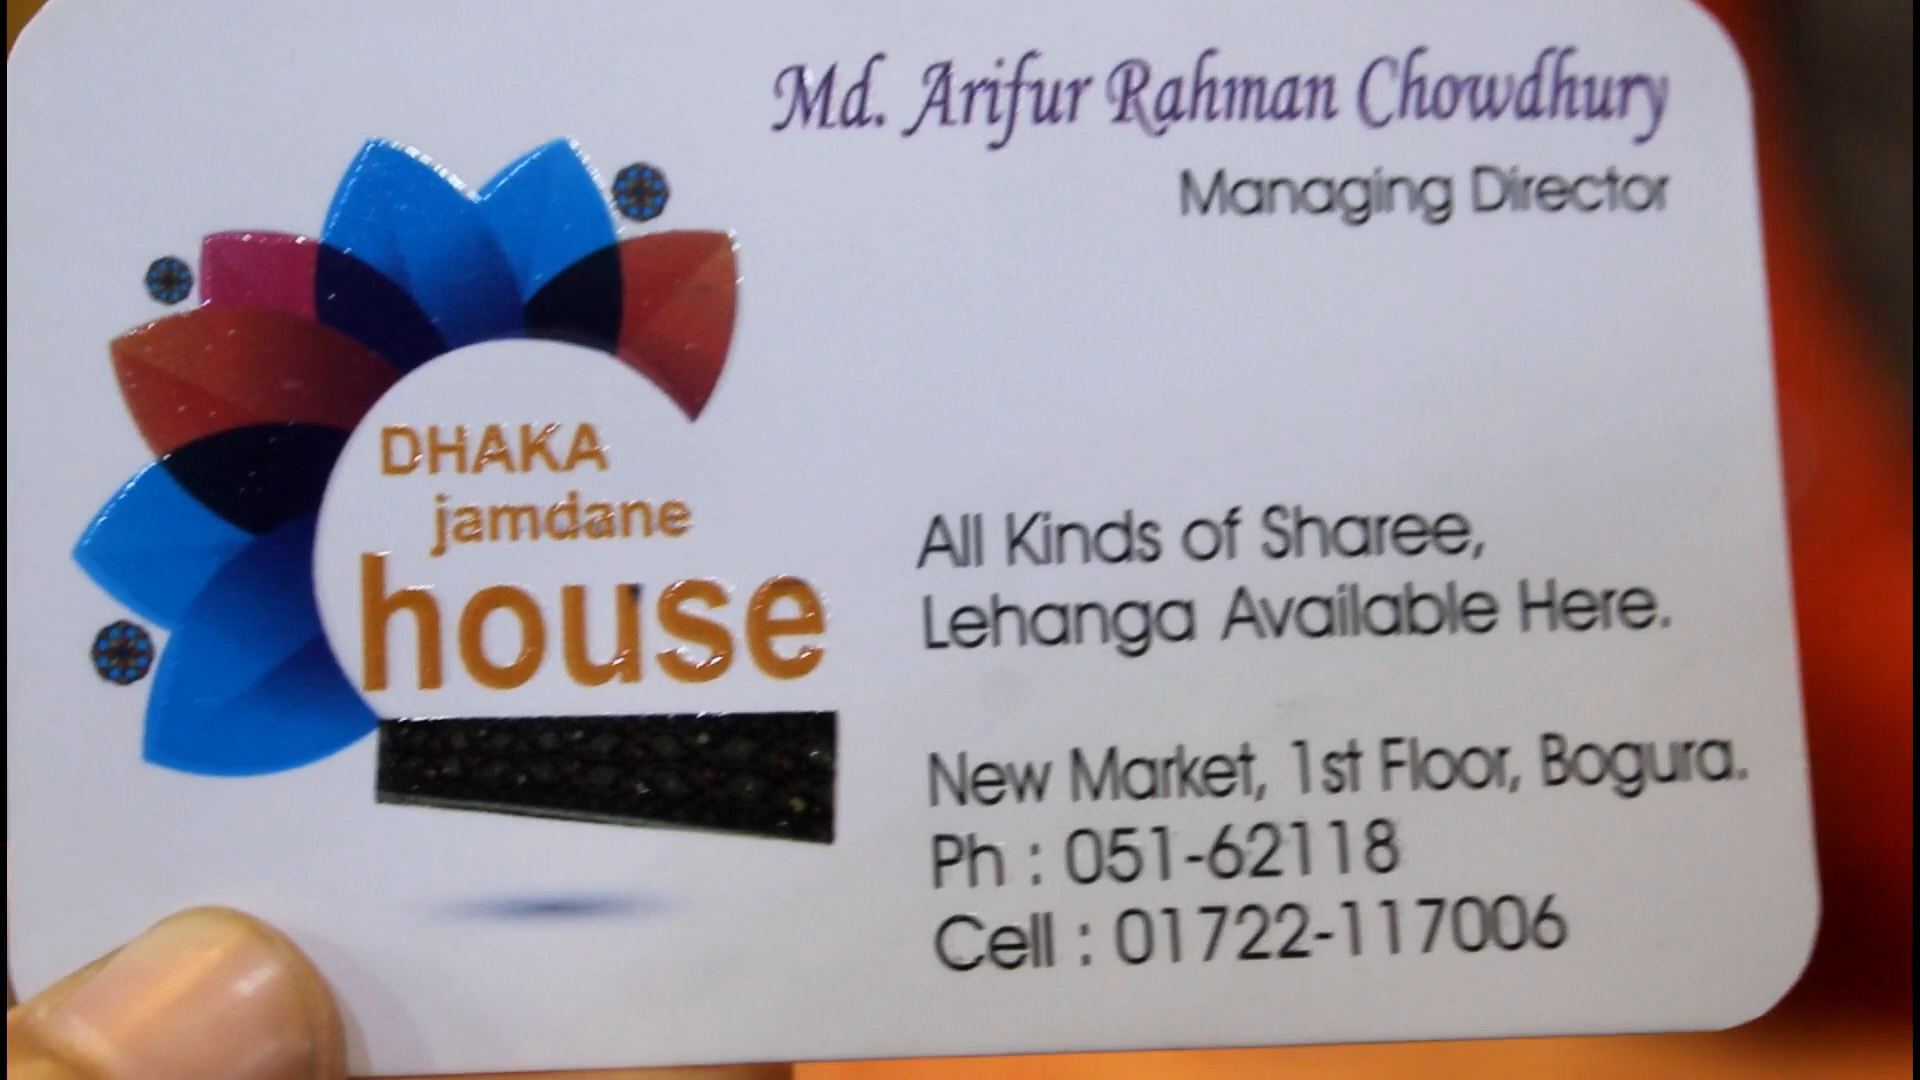 Md. Arifur Rahman Chowdhury
Managing Director
DHAKA
jamdane
house
All Kinds of Sharee,
Lehanga Available Here.
New Market, 1st Floor, Bogura.
Ph : 051-62118
Cell : 01722-117006